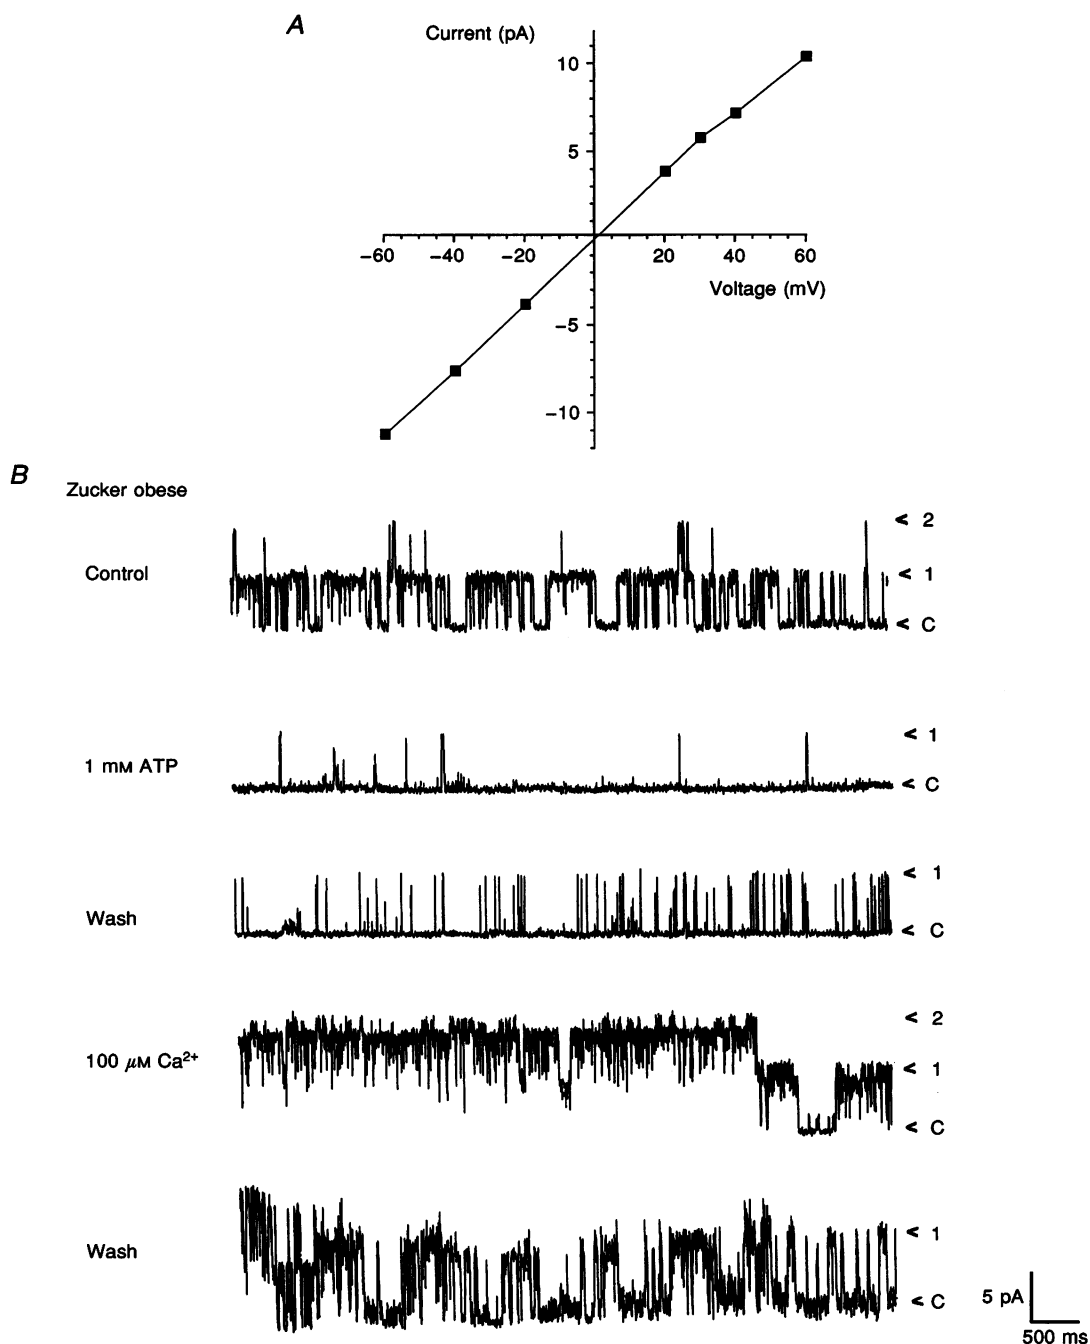 A
Current (pA)
10
5
−60 −40 −20
20 40 60
Voltage (mV)
−5
−10
B
Zucker obese
< 2
Control
< 1
< C
< 1
1 mM ATP
< C
< 1
Wash
< C
< 2
100 μM Ca²⁺
< 1
< C
Wash
< 1
< C
5 pA
500 ms